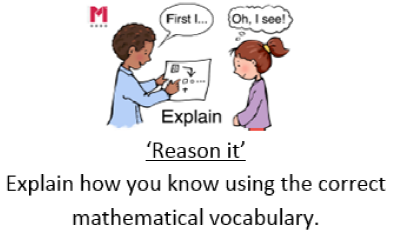 M
First I...
Oh, I see!
Explain
‘Reason it’
Explain how you know using the correct
mathematical vocabulary.